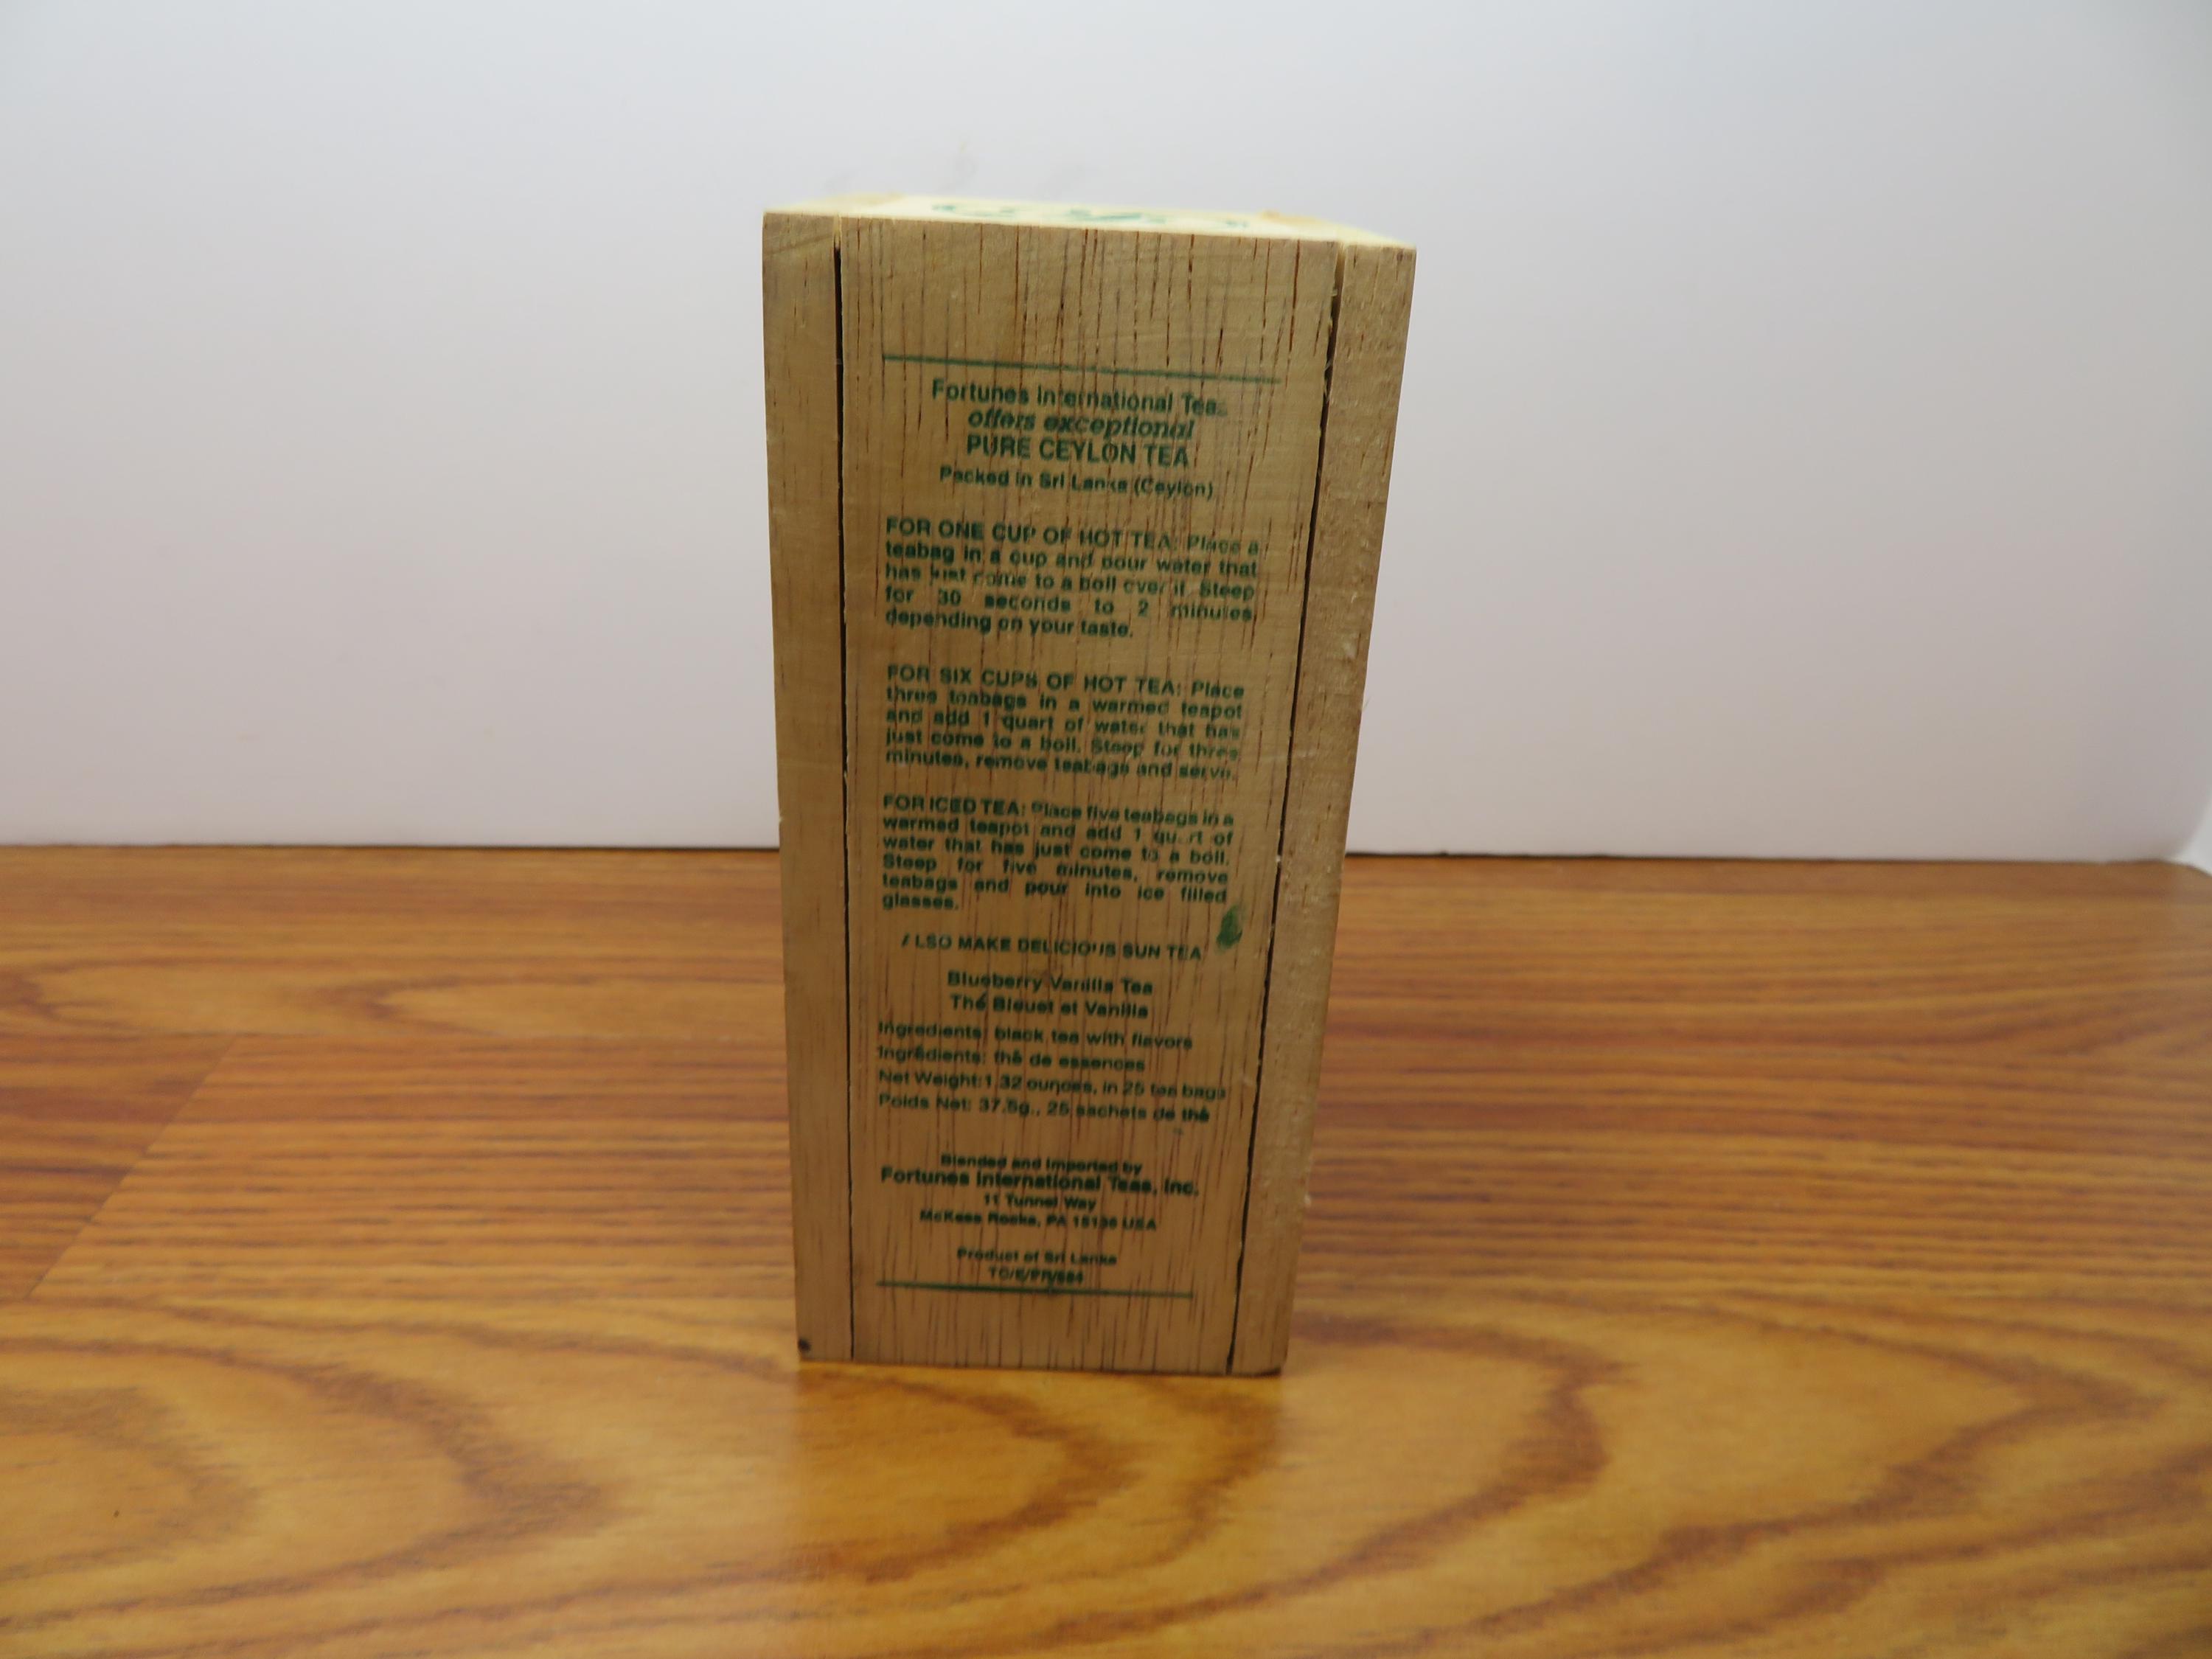 Fortunes International Teas
offers exceptional
PURE CEYLON TEA
Packed in Sri Lanka (Ceylon)
FOR ONE CUP OF HOT TEA: Place a
teabag in a cup and pour water that
has just come to a boil over it. Steep
for 30 seconds to 2 minutes
depending on your taste.
FOR SIX CUPS OF HOT TEA: Place
three teabags in a warmed teapot
and add 1 quart of water that has
just come to a boil. Steep for three
minutes, remove teabags and serve.
FOR ICED TEA: Place five teabags in a
warmed teapot and add 1 quart of
water that has just come to a boil.
Steep for five minutes, remove
teabags and pour into ice filled
glasses.
ALSO MAKE DELICIOUS SUN TEA
Blueberry Vanilla Tea
Thé Bleuet et Vanilla
Ingredients: black tea with flavors
Ingrédients: thé de essences
Net Weight:1.32 ounces, in 25 tea bags
Poids Net: 37.5g., 25 sachets de thé
Blended and imported by
Fortunes International Teas, Inc.
11 Tunnel Way
McKees Rocks, PA 15136 USA
Product of Sri Lanka